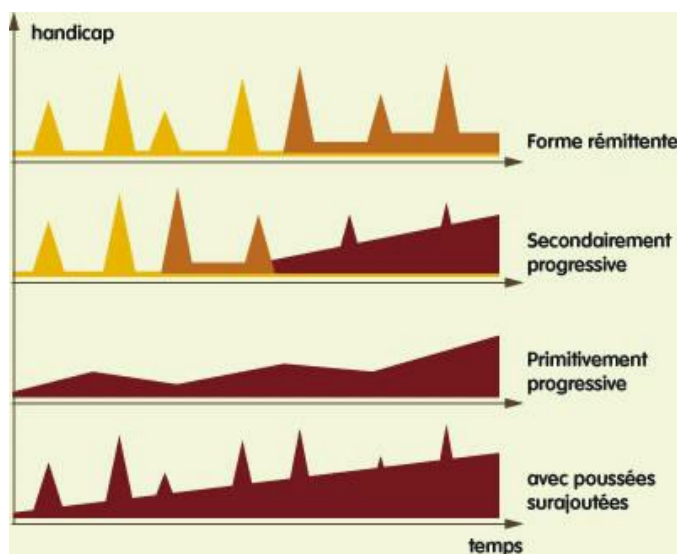 handicap
Forme rémittente
Secondairement
progressive
Primitivement
progressive
avec poussées
surajoutées
temps